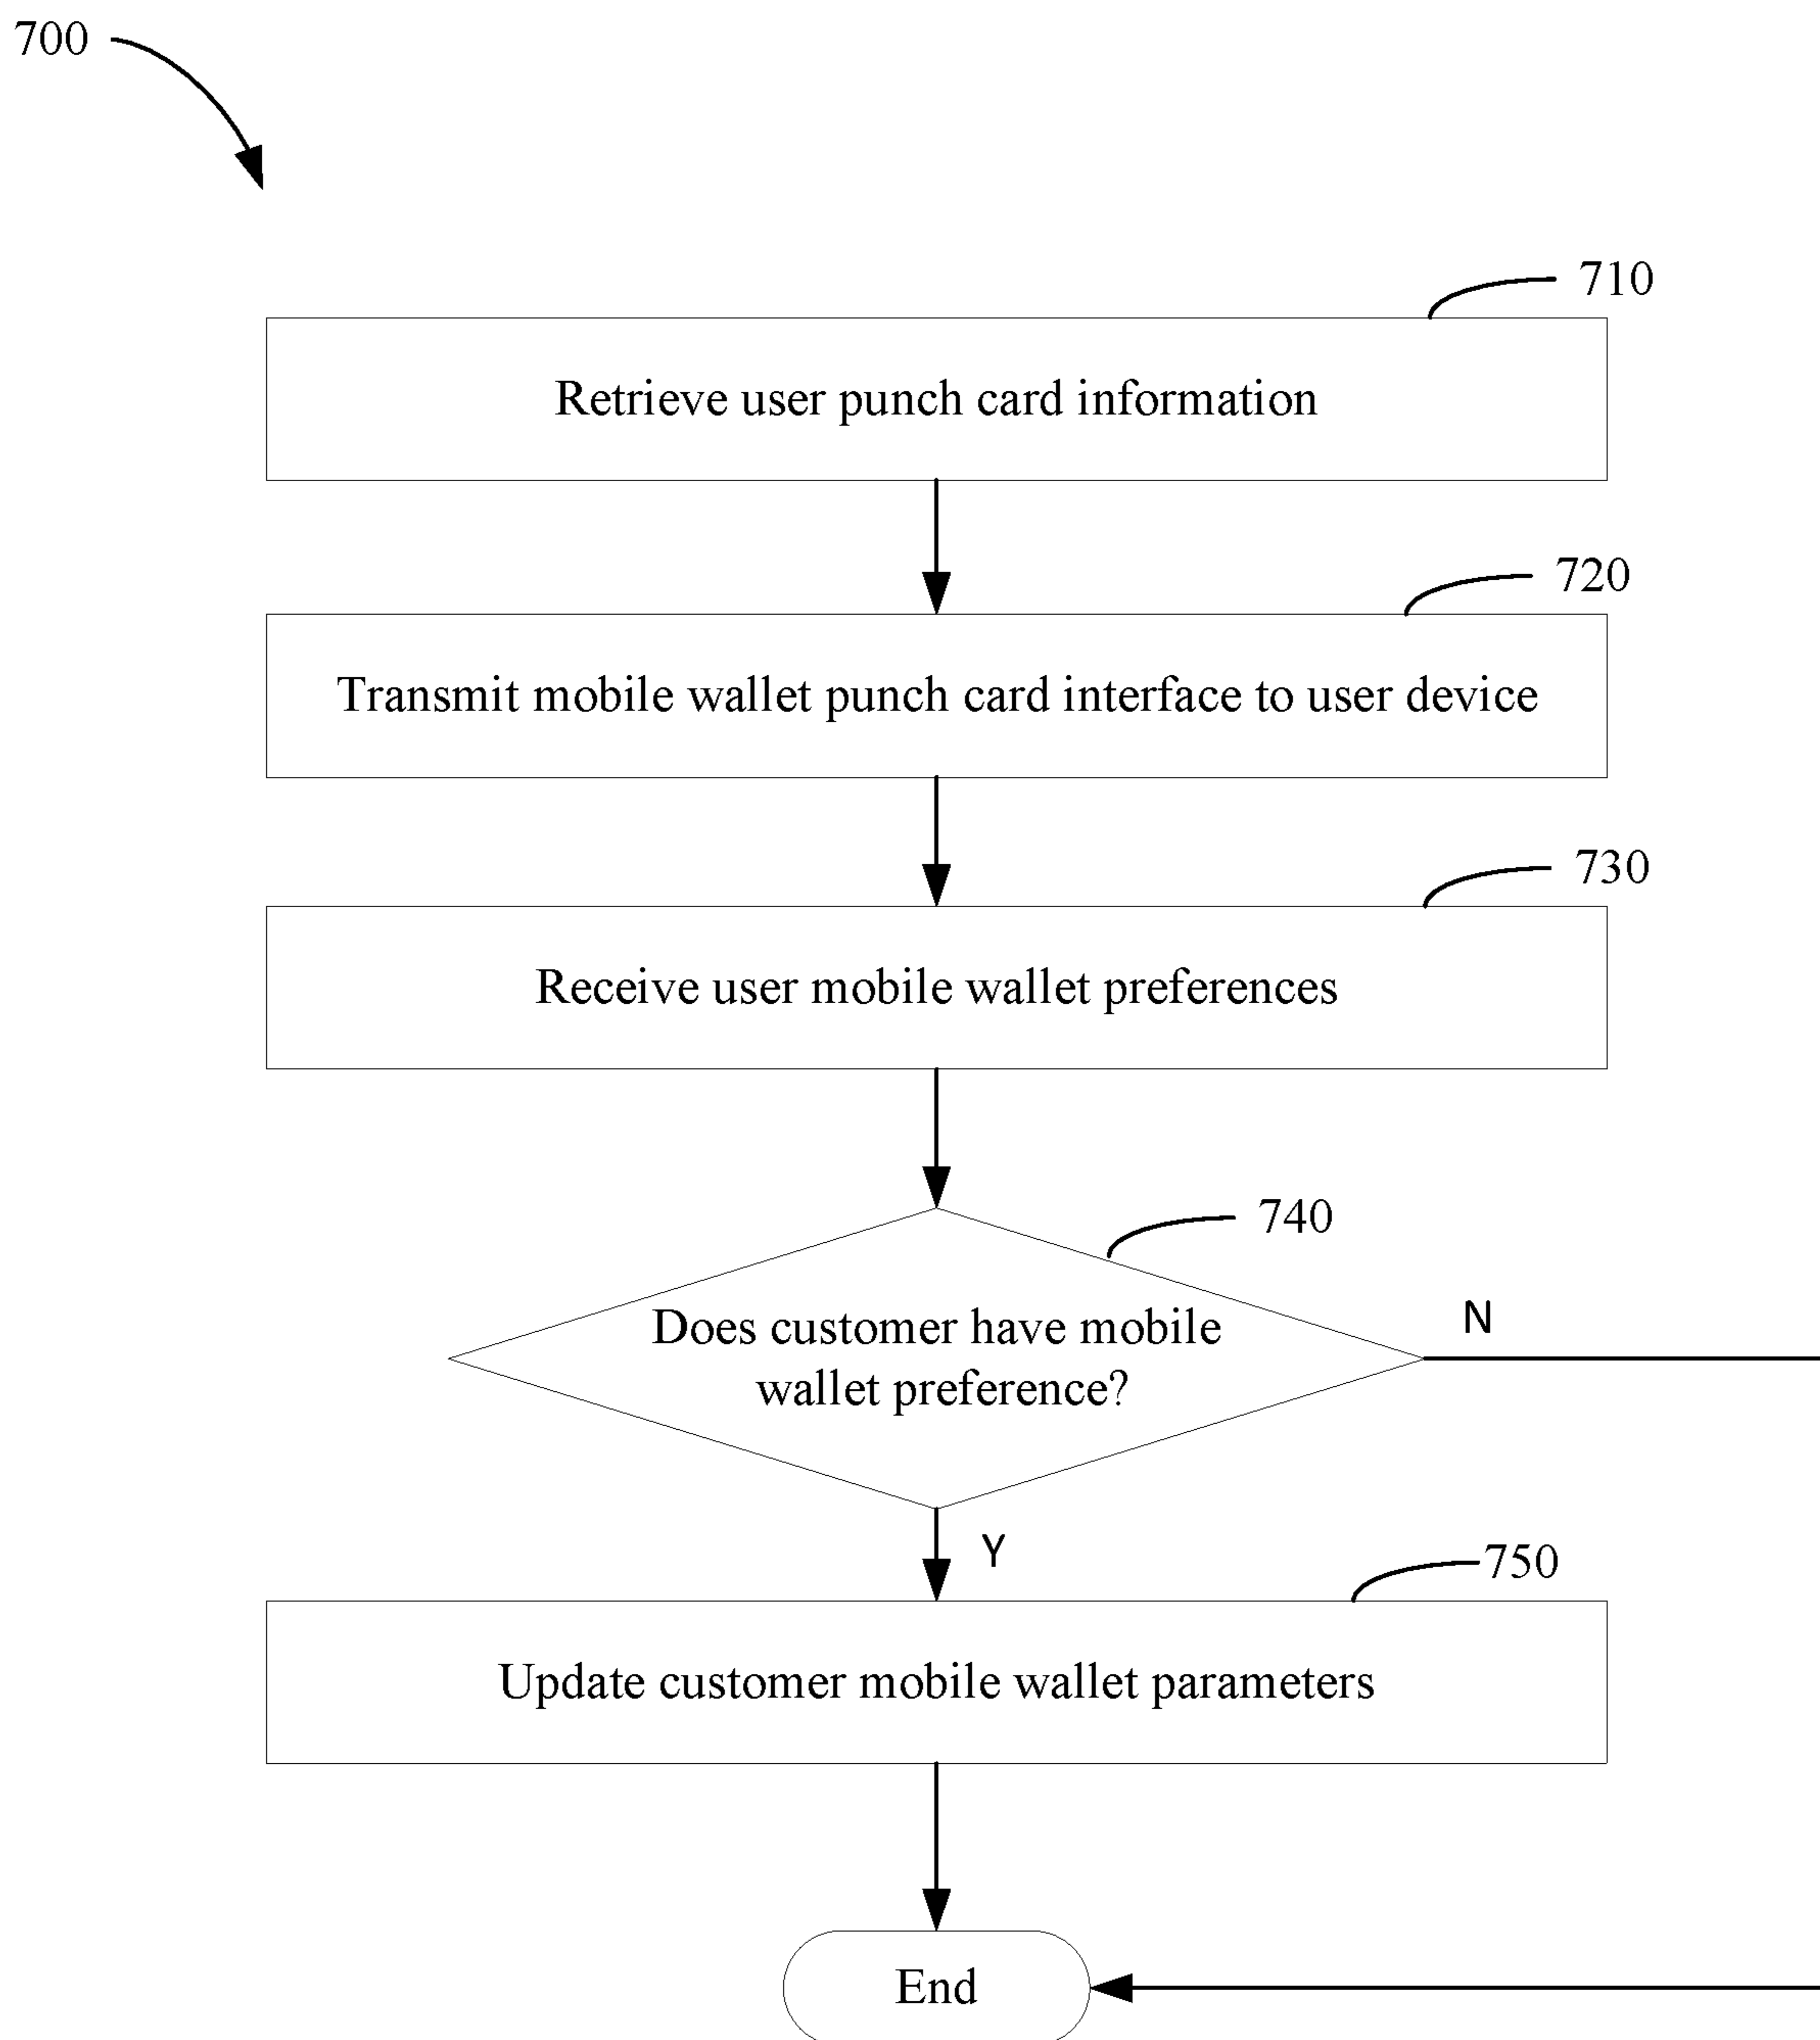 700
710
Retrieve user punch card information
720
Transmit mobile wallet punch card interface to user device
730
Receive user mobile wallet preferences
740
Does customer have mobile
wallet preference?
N
Y
750
Update customer mobile wallet parameters
End